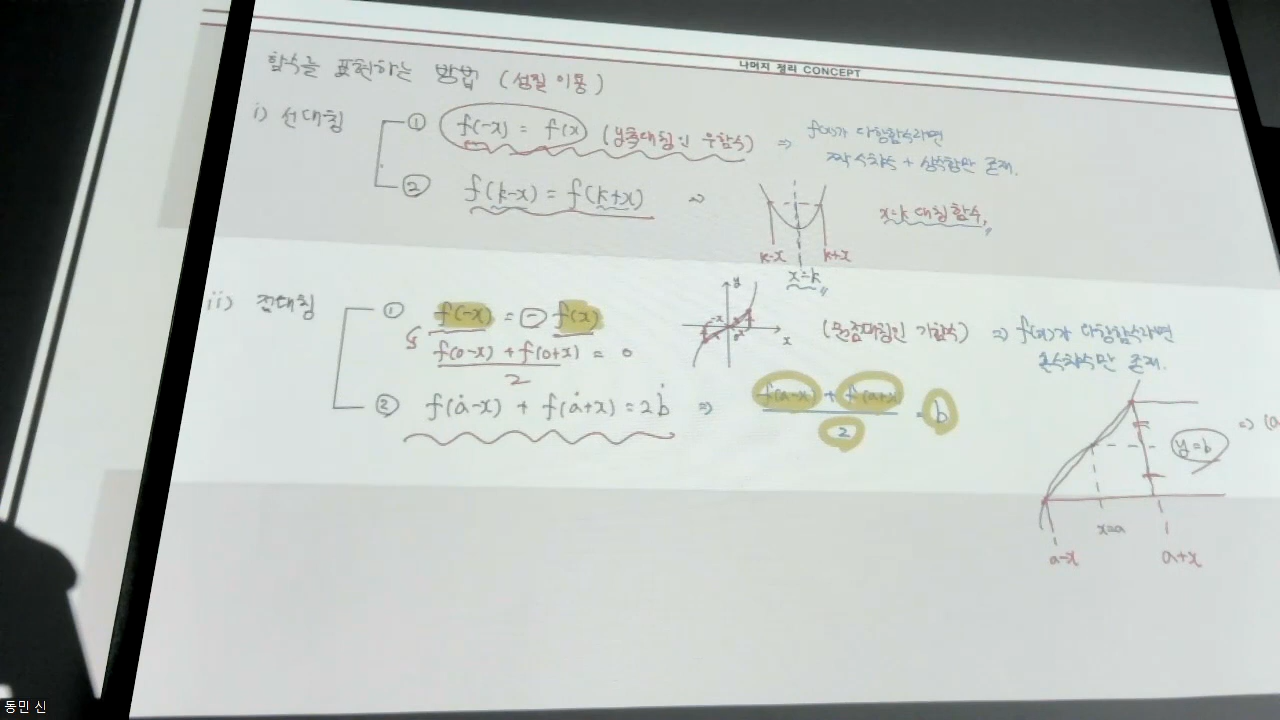 나머지 정리 CONCEPT
함수를 표현하는 방법 (성질 이용)
i) 선대칭
① f(-x) = f(x) (y축대칭인 우함수) ⇒ f(x)가 다항함수라면
짝수차수 + 상수항만 존재.
② f(k-x) = f(k+x) ⇒ x=k 대칭함수
k-x k+x
x=k
ii) 점대칭
① f(-x) = - f(x) (원점대칭인 기함수) ⇒ f(x)가 다항함수라면
홀수차수만 존재.
f(0-x) + f(0+x) = 0
2
y
x
-x
② f(a-x) + f(a+x) = 2b ⇒ f(a-x) + f(a+x) = b
2
y=b
⇒ (a
x=a
a-x a+x
동민 신